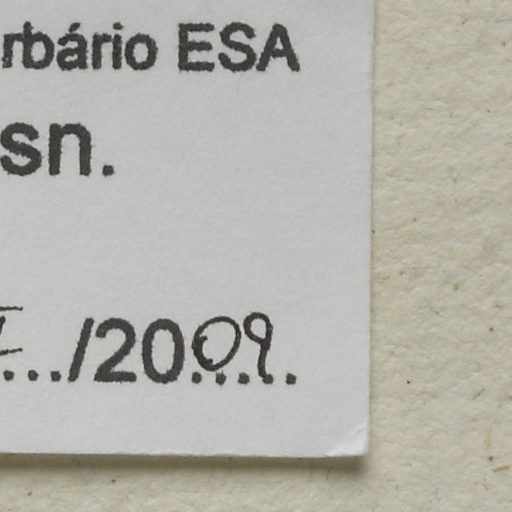 rbário ESA
sn.
.../2009